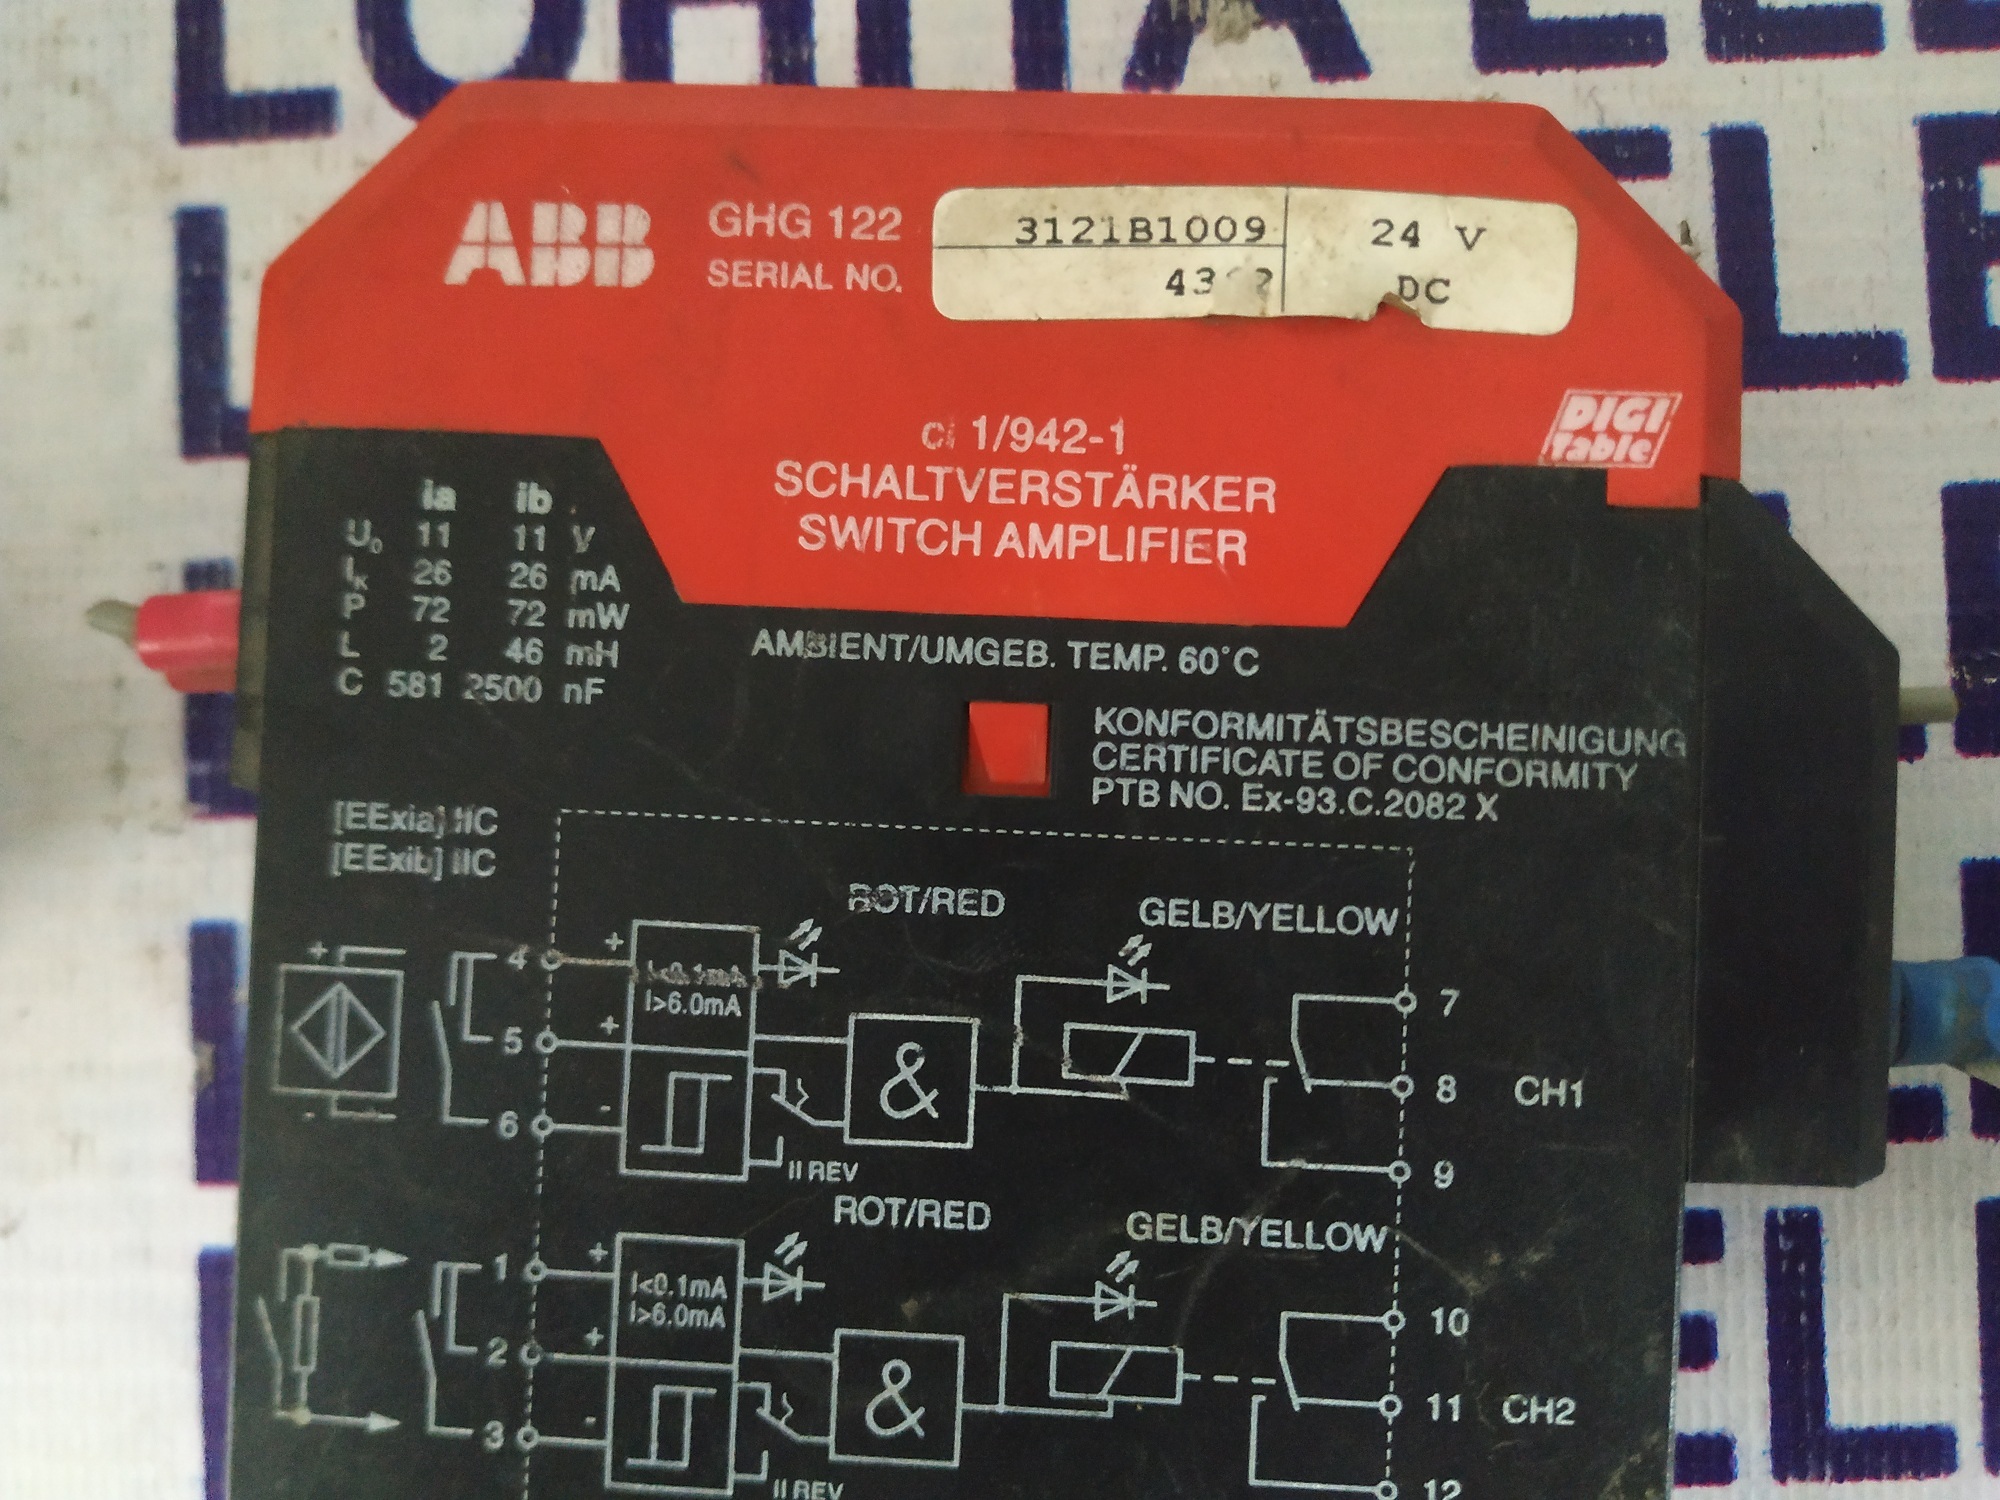 ABB GHG 122 3121B1009 24 V
SERIAL NO. DC
1/942-1
DIGI
Table
SCHALTVERSTÄRKER
SWITCH AMPLIFIER
ia ib
U₀ 11 11 V
Iₖ 26 26 mA
P 72 72 mW
L 2 46 mH
C 581 2500 nF
AMBIENT/UMGEB. TEMP. 60°C
KONFORMITÄTSBESCHEINIGUNG
CERTIFICATE OF CONFORMITY
PTB NO. Ex-93.C.2082 X
[EExia] IIC
[EExib] IIC
ROT/RED GELB/YELLOW
+ 4 + I<0.1mA
I>6.0mA
7
5 + & 8 CH1
- 6 - 9
II REV
ROT/RED GELB/YELLOW
1 + I<0.1mA
I>6.0mA
10
2 + & 11 CH2
3 - 12
II REV